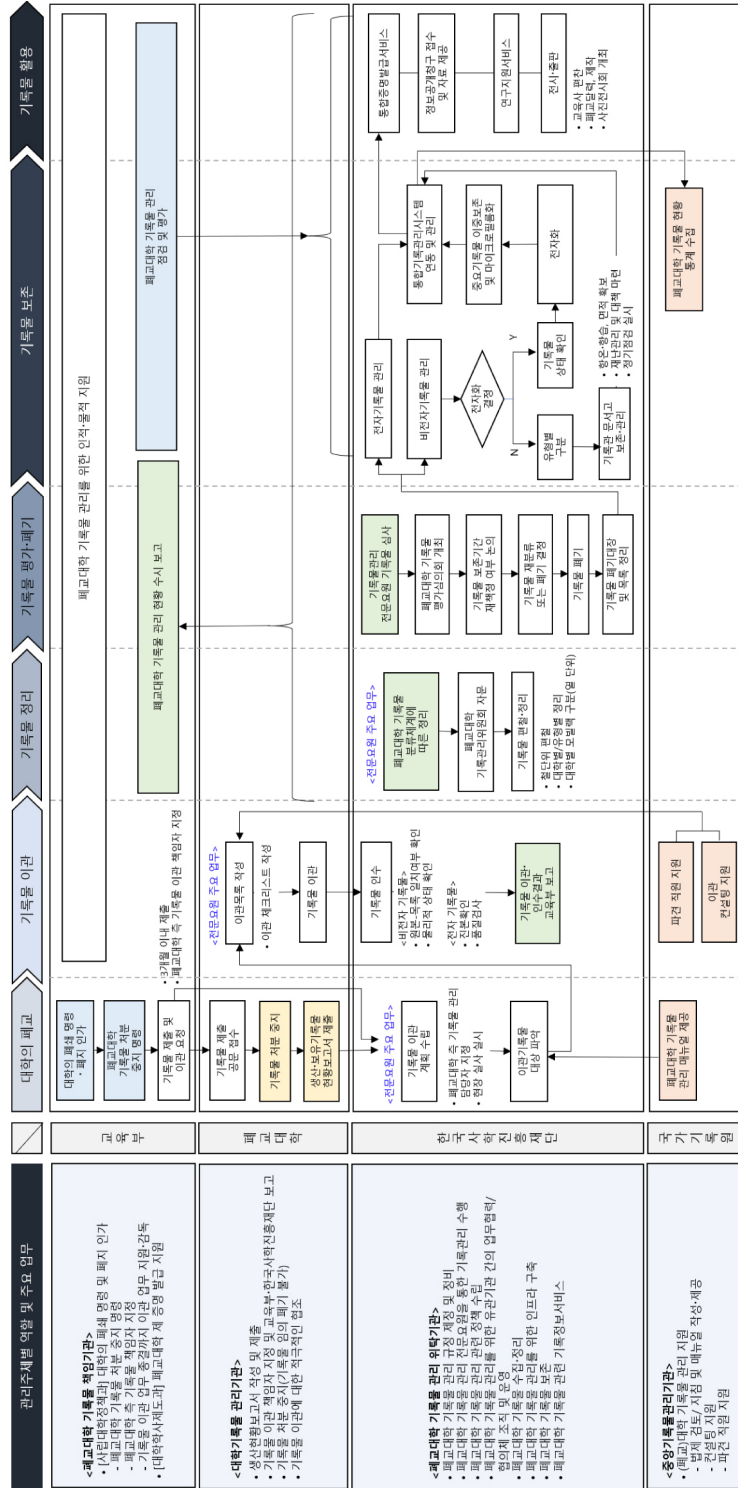 관리주체별 역할 및 주요 업무
대학의 폐교
기록물 이관
기록물 정리
기록물 평가·폐기
기록물 보존
기록물 활용
<폐교대학 기록물 책임기관>
• [사립대학정책과] 대학의 폐쇄 명령 및 폐지 인가
- 폐교대학 기록물 처분 중지 명령
- 폐교대학 측 기록물 책임자 지정
- 기록물 이관 업무 종결까지 이관 업무 지원·감독
• [대학학사제도과] 폐교대학 제 증명 발급 지원
교육부
대학의 폐쇄 명령
· 폐지 인가
폐교대학
기록물 처분
중지 명령
기록물 제출 및
이관 요청
• 3개월 이내 제출
• 폐교대학 측 기록물 이관 책임자 지정
폐교대학 기록물 관리를 위한 인적·물적 지원
폐교대학 기록물 관리 현황 수시 보고
폐교대학 기록물 관리
점검 및 평가
<대학기록물 관리기관>
• 생산현황보고서 작성 및 제출
• 기록물 이관 책임자 지정 및 교육부·한국사학진흥재단 보고
• 기록물 처분 중지(기록물 임의 폐기 불가)
• 기록물 이관에 대한 적극적인 협조
폐교대학
기록물 제출
공문 접수
기록물 처분 중지
생산·보유기록물
현황보고서 제출
<전문요원 주요 업무>
이관목록 작성
• 이관 체크리스트 작성
기록물 이관
<폐교대학 기록물 관리 위탁기관>
• 폐교대학 기록물 관리 규정 제정 및 정비
• 폐교대학 기록물 관리 전문요원을 통한 기록관리 수행
• 폐교대학 기록물 관리 관련 정책 수립
• 폐교대학 기록물 관리를 위한 유관기관 간의 업무협력/
협의체 조직 및 운영
• 폐교대학 기록물 수집·정리
• 폐교대학 기록물 관리를 위한 인프라 구축
• 폐교대학 기록물 보존
• 폐교대학 기록물 관련 기록정보서비스
한국사학진흥재단
<전문요원 주요 업무>
기록물 이관
계획 수립
• 폐교대학 측 기록물 관리
담당자 지정
• 현장 실사 실시
이관기록물
대상 파악
기록물 인수
<비전자 기록물>
• 원본-목록 일치여부 확인
• 물리적 상태 확인
<전자 기록물>
• 진본확인
• 품질검사
기록물 이관·
인수결과
교육부 보고
<전문요원 주요 업무>
폐교대학 기록물
분류체계에
따른 정리
폐교대학
기록관리위원회 자문
기록물 편철·정리
• 철단위 편철
• 대학별/유형별 정리
• 대학별 모빌랙 구분(열 단위)
기록물관리
전문요원 기록물 심사
폐교대학 기록물
평가심의회 개최
기록물 보존기간
재책정 여부 논의
기록물 재분류
또는 폐기 결정
기록물 폐기
기록물 폐기대장
및 목록 정리
전자기록물 관리
비전자기록물 관리
전자화
결정
N
Y
유형별
구분
기록물
상태 확인
기록관 문서고
보존·관리
• 항온·항습, 면적 확보
• 재난관리 및 대책 마련
• 정기점검 실시
통합기록관리시스템
연동 및 관리
중요기록물 이중보존
및 마이크로필름화
전자화
통합증명발급서비스
정보공개청구 접수
및 자료 제공
연구지원서비스
전시·출판
• 교육사 편찬
• 폐교달력, 제작
• 사진전시회 개최
<중앙기록물관리기관>
• (폐교)대학 기록물 관리 지원
- 법제 검토/ 지침 및 매뉴얼 작성·제공
- 컨설팅 지원
- 파견 직원 지원
국가기록원
폐교대학 기록물
관리 매뉴얼 제공
파견 직원 지원
이관
컨설팅 지원
폐교대학 기록물 현황
통계 수집